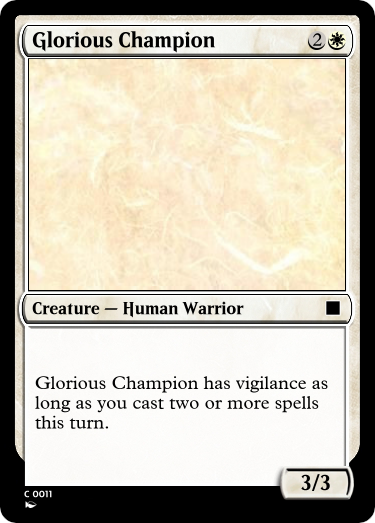 Glorious Champion 2
Creature — Human Warrior
Glorious Champion has vigilance as
long as you cast two or more spells
this turn.
3/3
C 0011